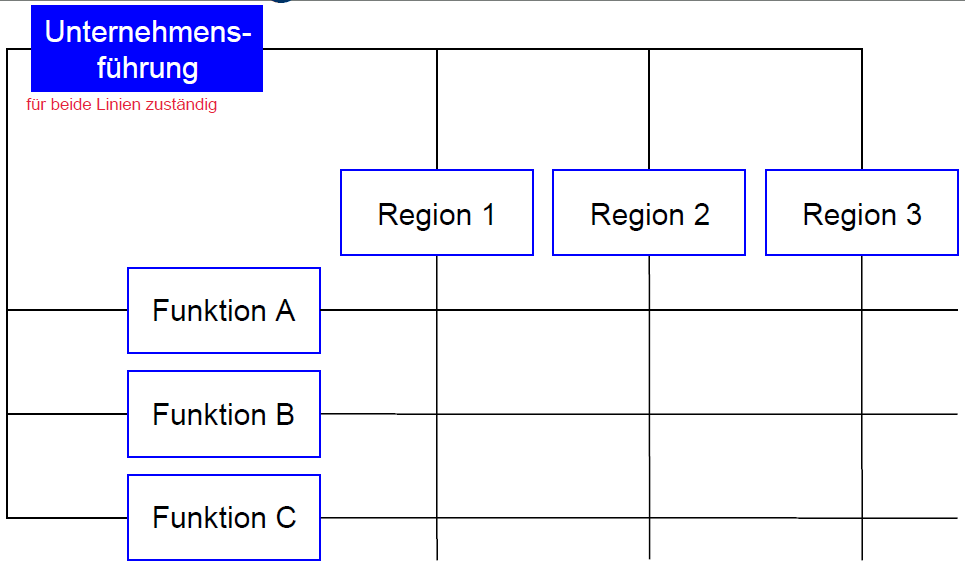 Unternehmens-
führung
für beide Linien zuständig
Region 1
Region 2
Region 3
Funktion A
Funktion B
Funktion C